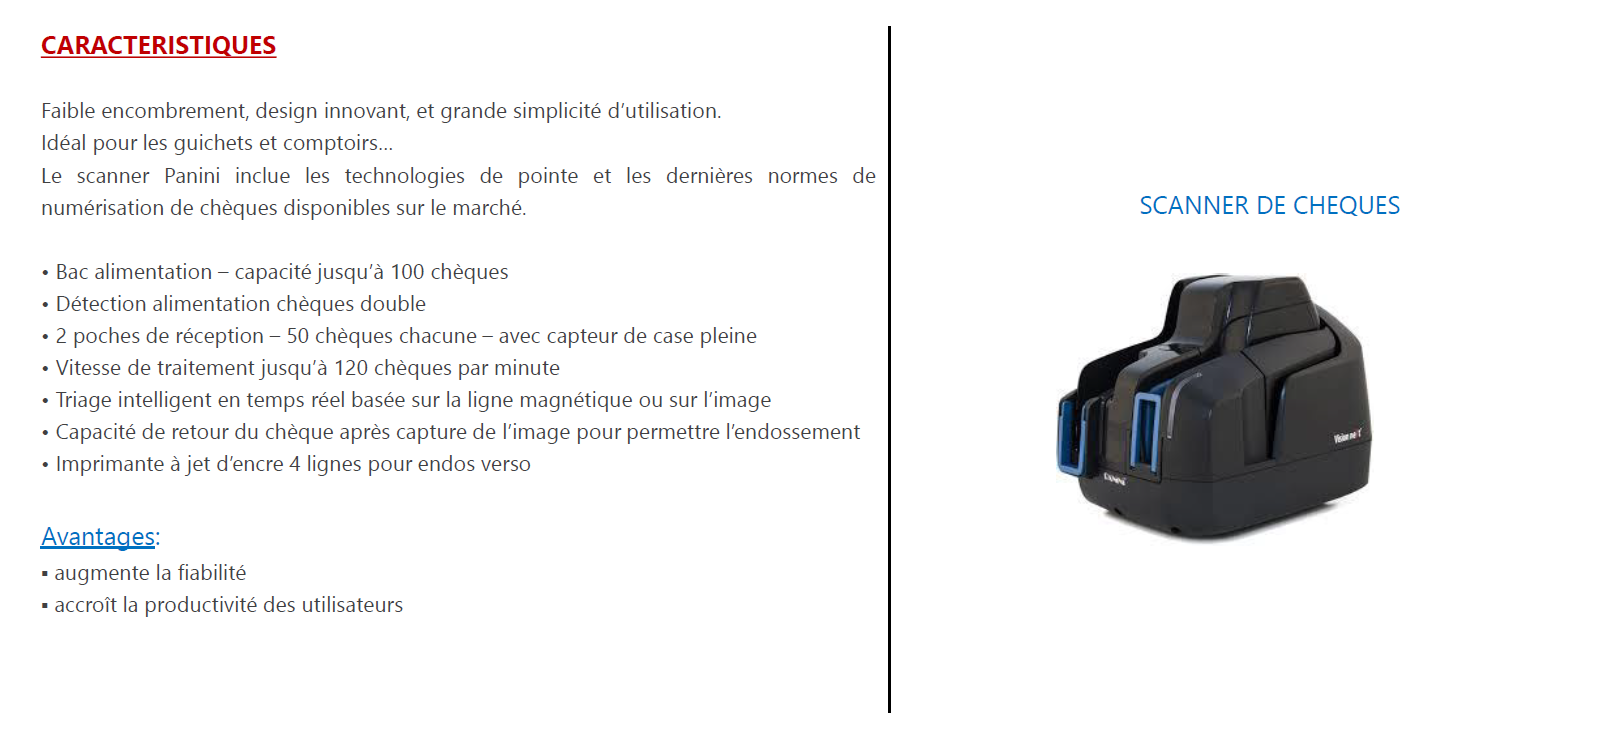 CARACTERISTIQUES
Faible encombrement, design innovant, et grande simplicité d’utilisation.
Idéal pour les guichets et comptoirs...
Le scanner Panini inclue les technologies de pointe et les dernières normes de
numérisation de chèques disponibles sur le marché.
• Bac alimentation – capacité jusqu’à 100 chèques
• Détection alimentation chèques double
• 2 poches de réception – 50 chèques chacune – avec capteur de case pleine
• Vitesse de traitement jusqu’à 120 chèques par minute
• Triage intelligent en temps réel basée sur la ligne magnétique ou sur l’image
• Capacité de retour du chèque après capture de l’image pour permettre l’endossement
• Imprimante à jet d’encre 4 lignes pour endos verso
Avantages:
▪ augmente la fiabilité
▪ accroît la productivité des utilisateurs
SCANNER DE CHEQUES
Vision neXt
PANINI